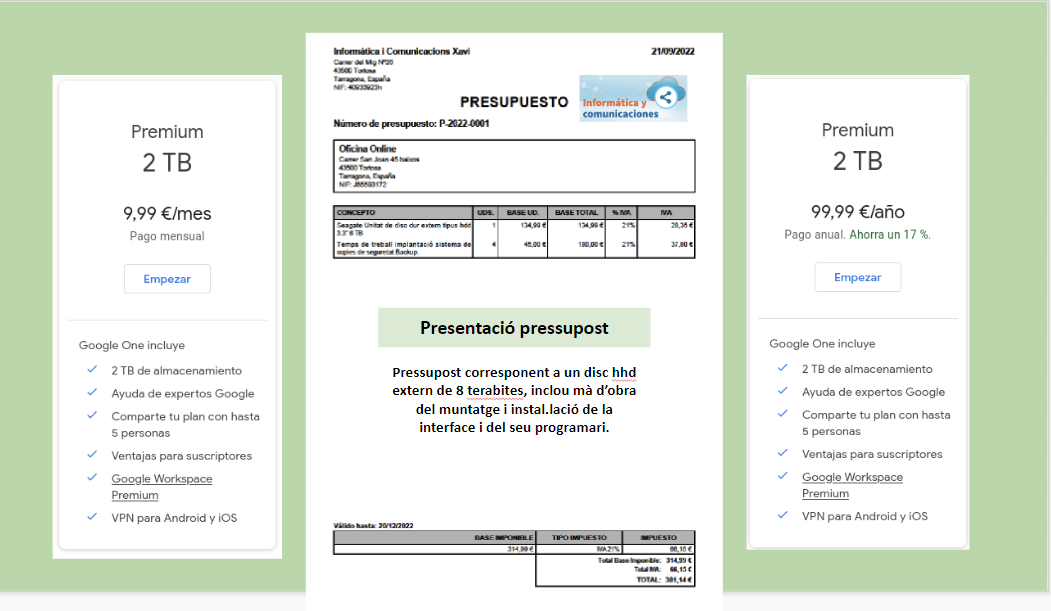 Premium
2 TB
9,99 €/mes
Pago mensual
Empezar
Google One incluye
2 TB de almacenamiento
Ayuda de expertos Google
Comparte tu plan con hasta
5 personas
Ventajas para suscriptores
Google Workspace
Premium
VPN para Android y iOS
Informàtica i Comunicacions Xavi
21/09/2022
Carrer del Mig Nº20
43500 Tortosa
Tarragona, España
PRESUPUESTO
Informática y
comunicaciones
Número de presupuesto: P-2022-0001
Oficina Online
Carrer San Joan 45 baixos
43500 Tortosa
Tarragona, España
CONCEPTO UDS. BASE UD. BASE TOTAL % IVA IVA
Seagate Unitat de disc dur extern tipus hdd 1 134,99 € 134,99 € 21% 28,35 €
Temps de treball implantació sistema de 4 45,00 € 180,00 € 21% 37,80 €
copies de seguretat Backup.
Presentació pressupost
Pressupost corresponent a un disc hhd
extern de 8 terabites, inclou mà d’obra
del muntatge i instal.lació de la
interface i del seu programari.
Válido hasta: 20/12/2022
BASE IMPONIBLE TIPO IMPUESTO IMPUESTO
314,99 € IVA 21% 66,15 €
Total Base Imponible: 314,99 €
Total IVA: 66,15 €
TOTAL: 381,14 €
Premium
2 TB
99,99 €/año
Pago anual. Ahorra un 17 %.
Empezar
Google One incluye
2 TB de almacenamiento
Ayuda de expertos Google
Comparte tu plan con hasta
5 personas
Ventajas para suscriptores
Google Workspace
Premium
VPN para Android y iOS